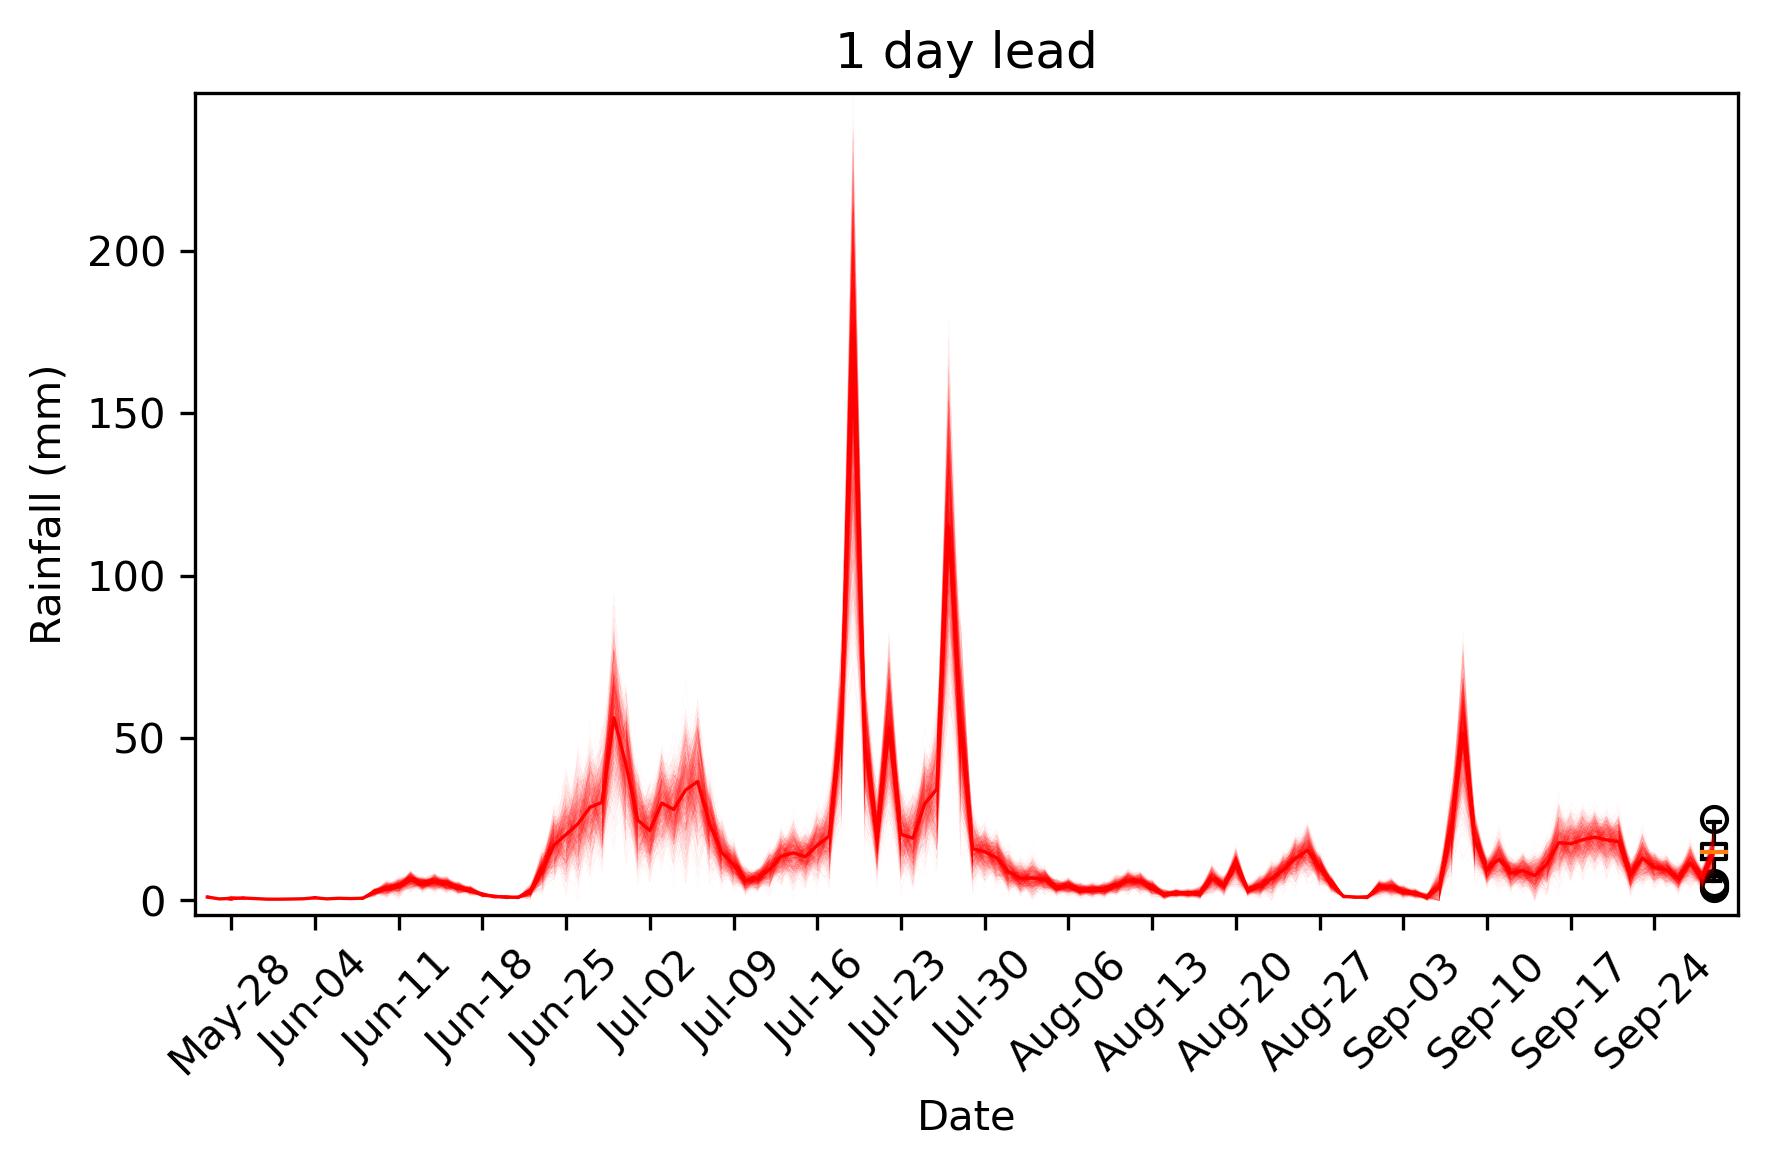 1 day lead
Rainfall (mm)
200
150
100
50
0
May-28
Jun-04
Jun-11
Jun-18
Jun-25
Jul-02
Jul-09
Jul-16
Jul-23
Jul-30
Aug-06
Aug-13
Aug-20
Aug-27
Sep-03
Sep-10
Sep-17
Sep-24
Date